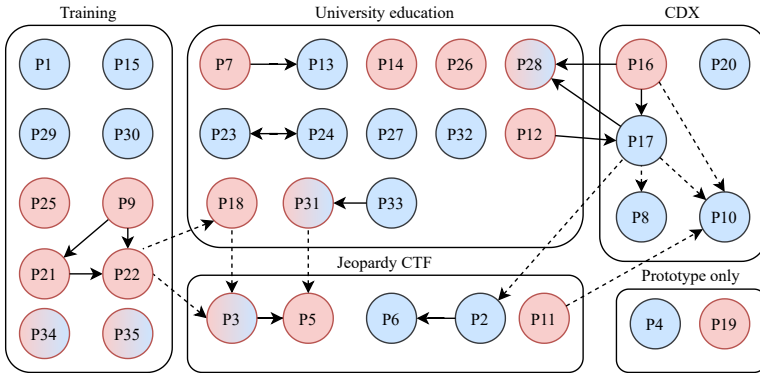 Training
University education
CDX
P1 P15 P7 P13 P14 P26 P28 P16 P20
P29 P30 P23 P24 P27 P32 P12 P17
P25 P9 P18 P31 P33 P8 P10
P21 P22
Jeopardy CTF
Prototype only
P34 P35 P3 P5 P6 P2 P11 P4 P19